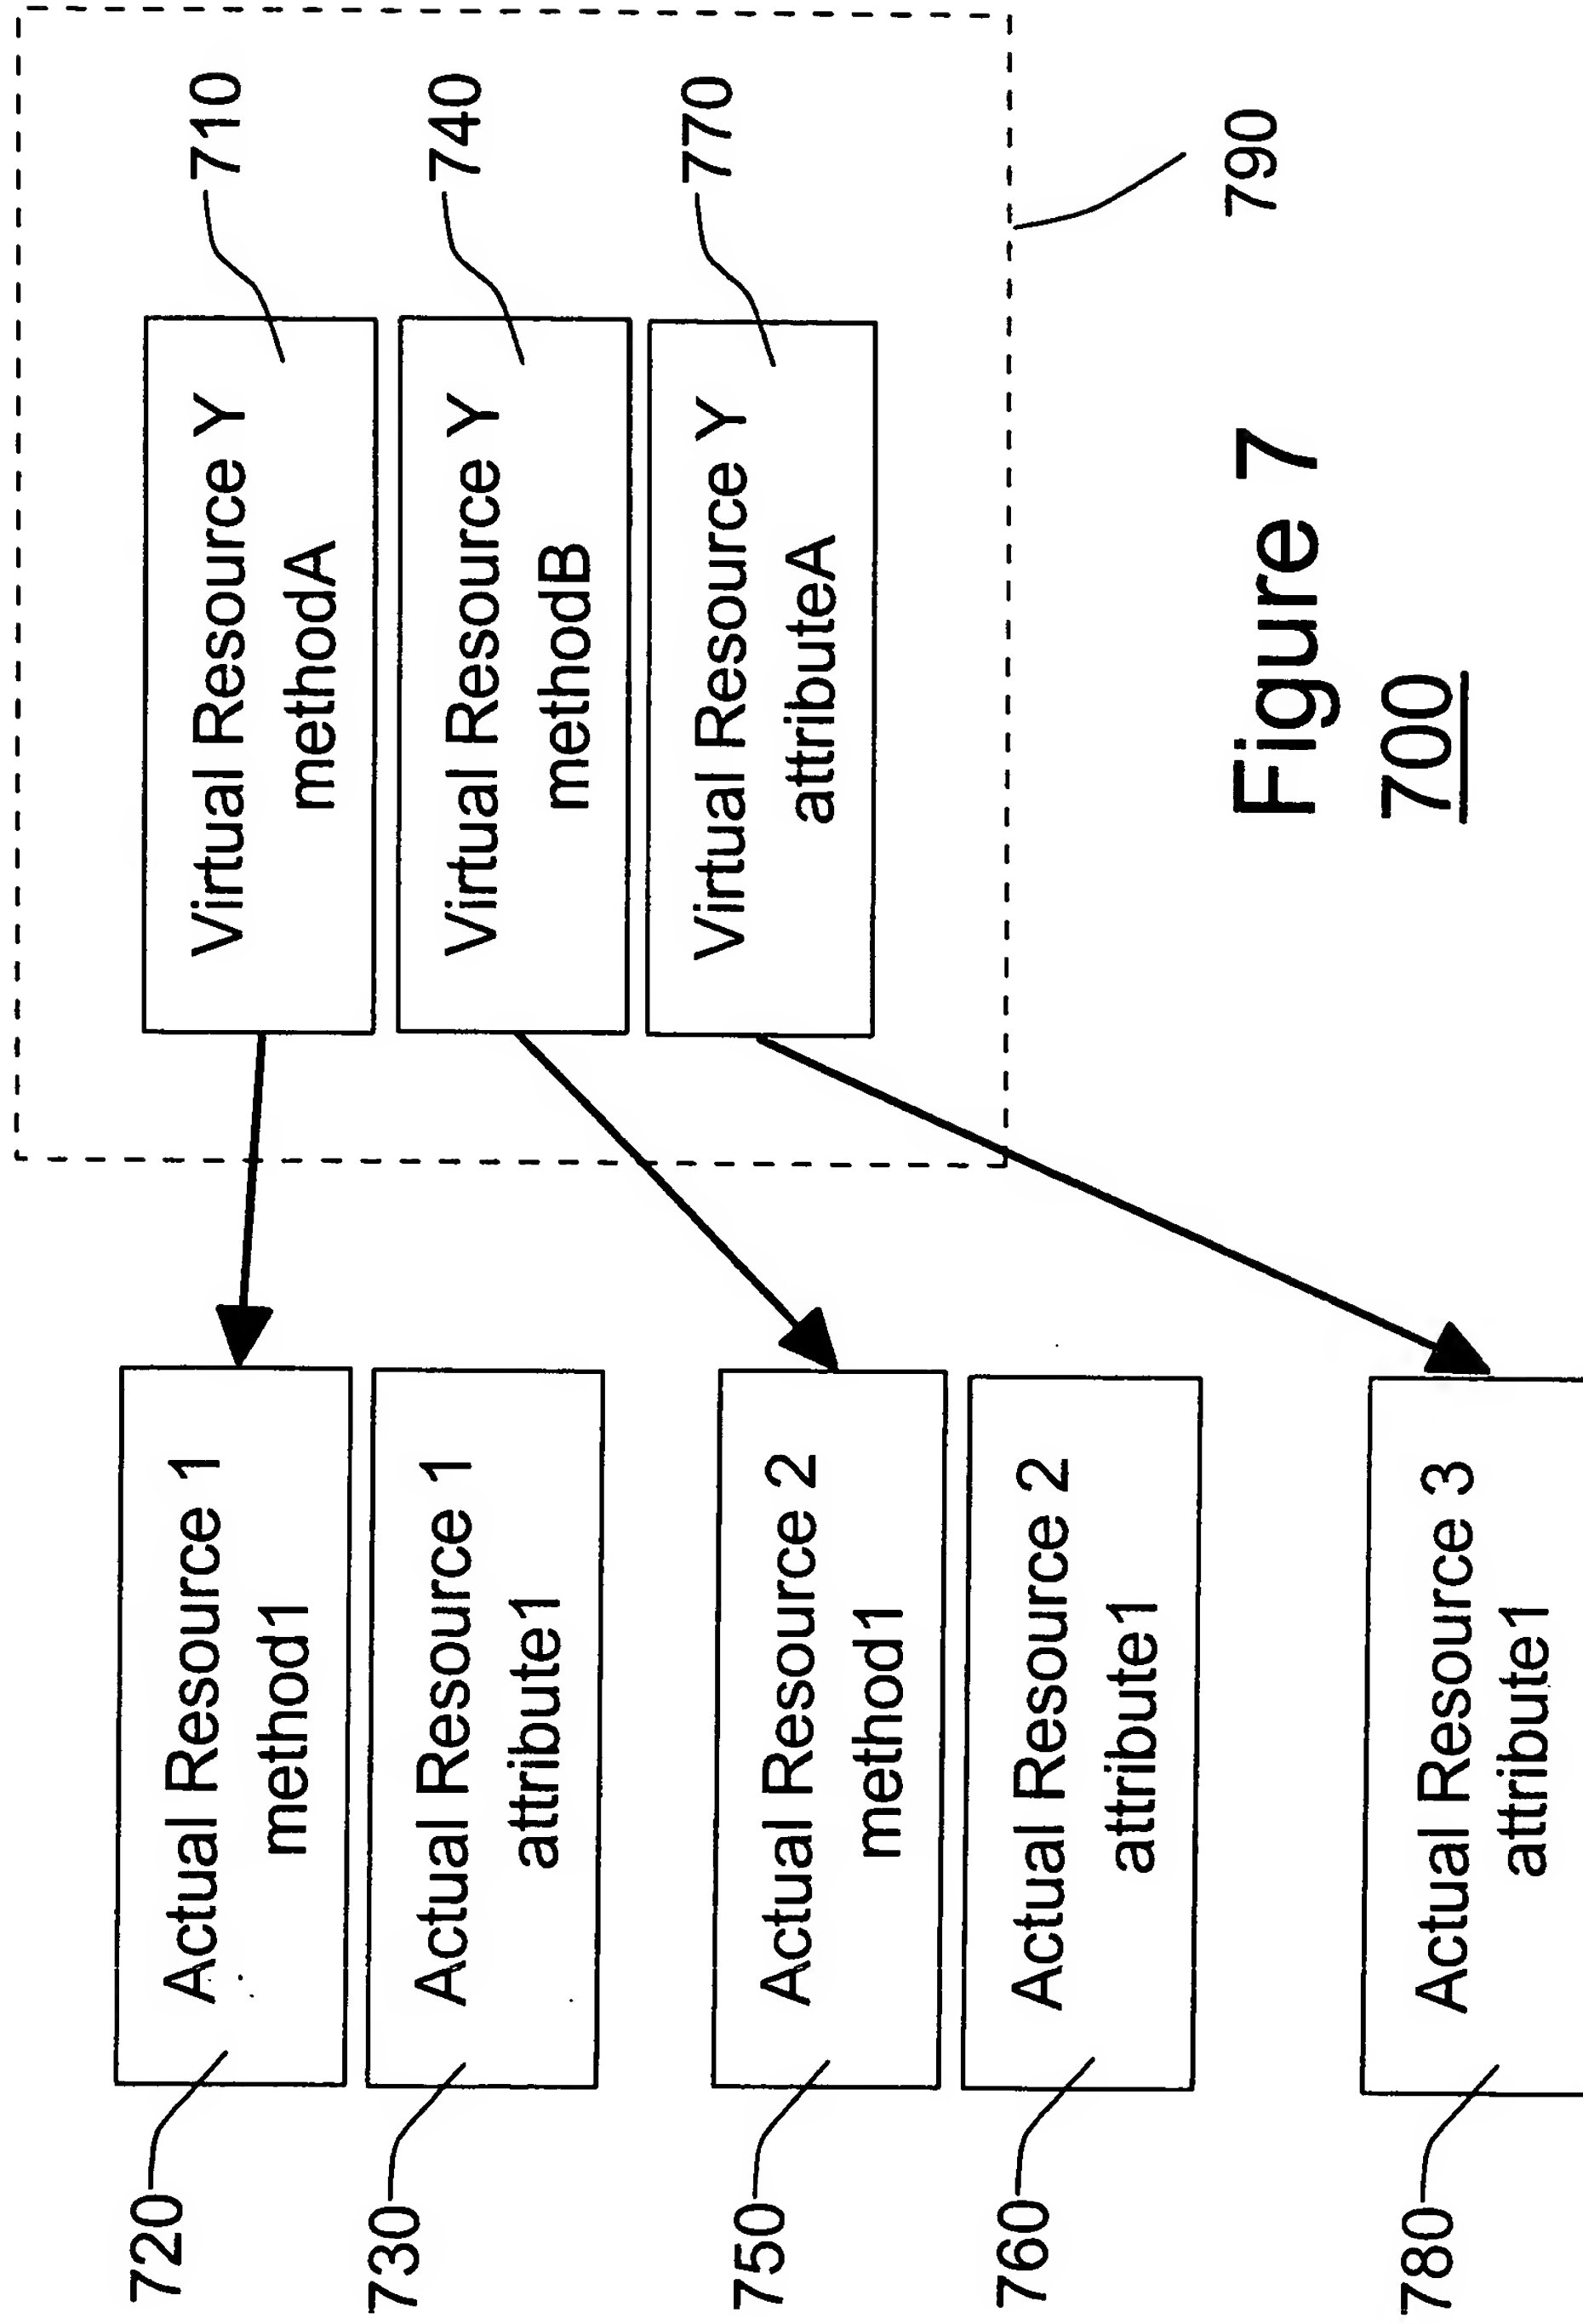 720
Actual Resource 1
method1
Virtual Resource Y
methodA
710
730
Actual Resource 1
attribute1
Virtual Resource Y
methodB
740
750
Actual Resource 2
method1
Virtual Resource Y
attributeA
770
760
Actual Resource 2
attribute1
790
780
Actual Resource 3
attribute1
Figure 7
700